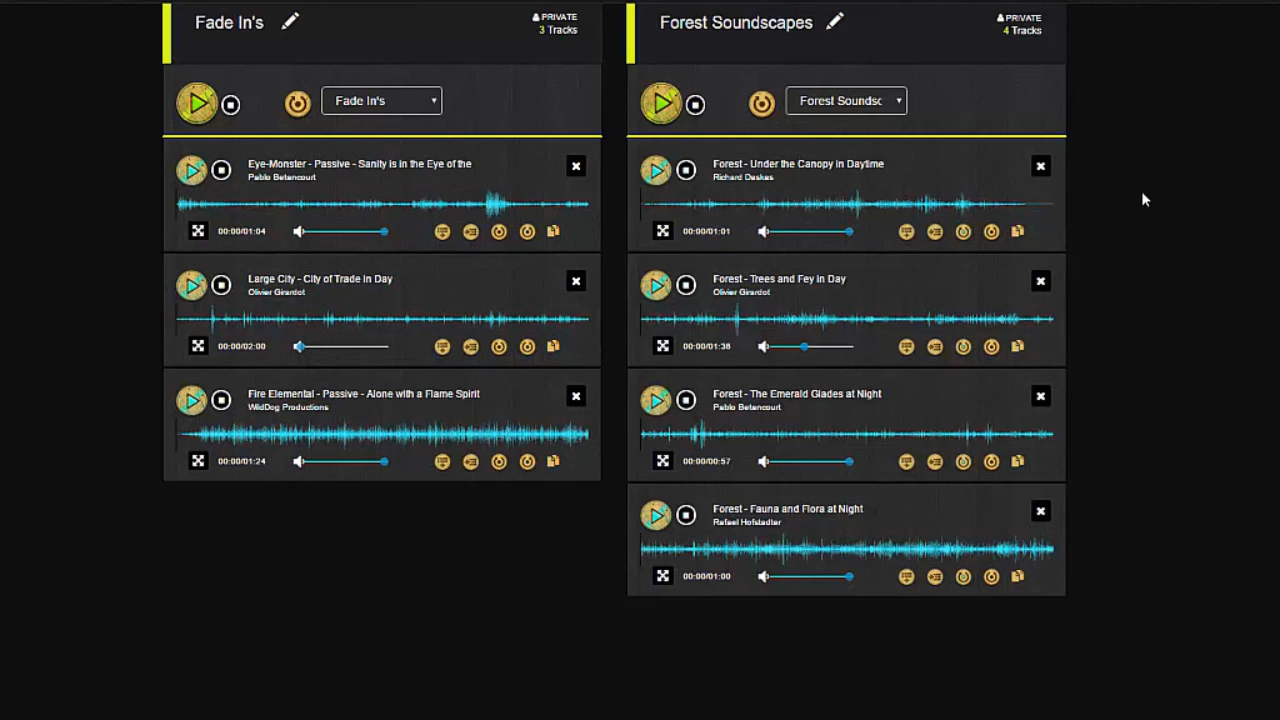 Fade In's
PRIVATE
3 Tracks
Fade In's
Eye-Monster - Passive - Sanity is in the Eye of the
Pablo Betancourt
00:00/01:04
Large City - City of Trade in Day
Olivier Girardot
00:00/02:00
Fire Elemental - Passive - Alone with a Flame Spirit
WildDog Productions
00:00/01:24
Forest Soundscapes
PRIVATE
4 Tracks
Forest Soundsc
Forest - Under the Canopy in Daytime
Richard Daskas
00:00/01:01
Forest - Trees and Fey in Day
Olivier Girardot
00:00/01:38
Forest - The Emerald Glades at Night
Pablo Betancourt
00:00/00:57
Forest - Fauna and Flora at Night
Rafael Hofstadter
00:00/01:00